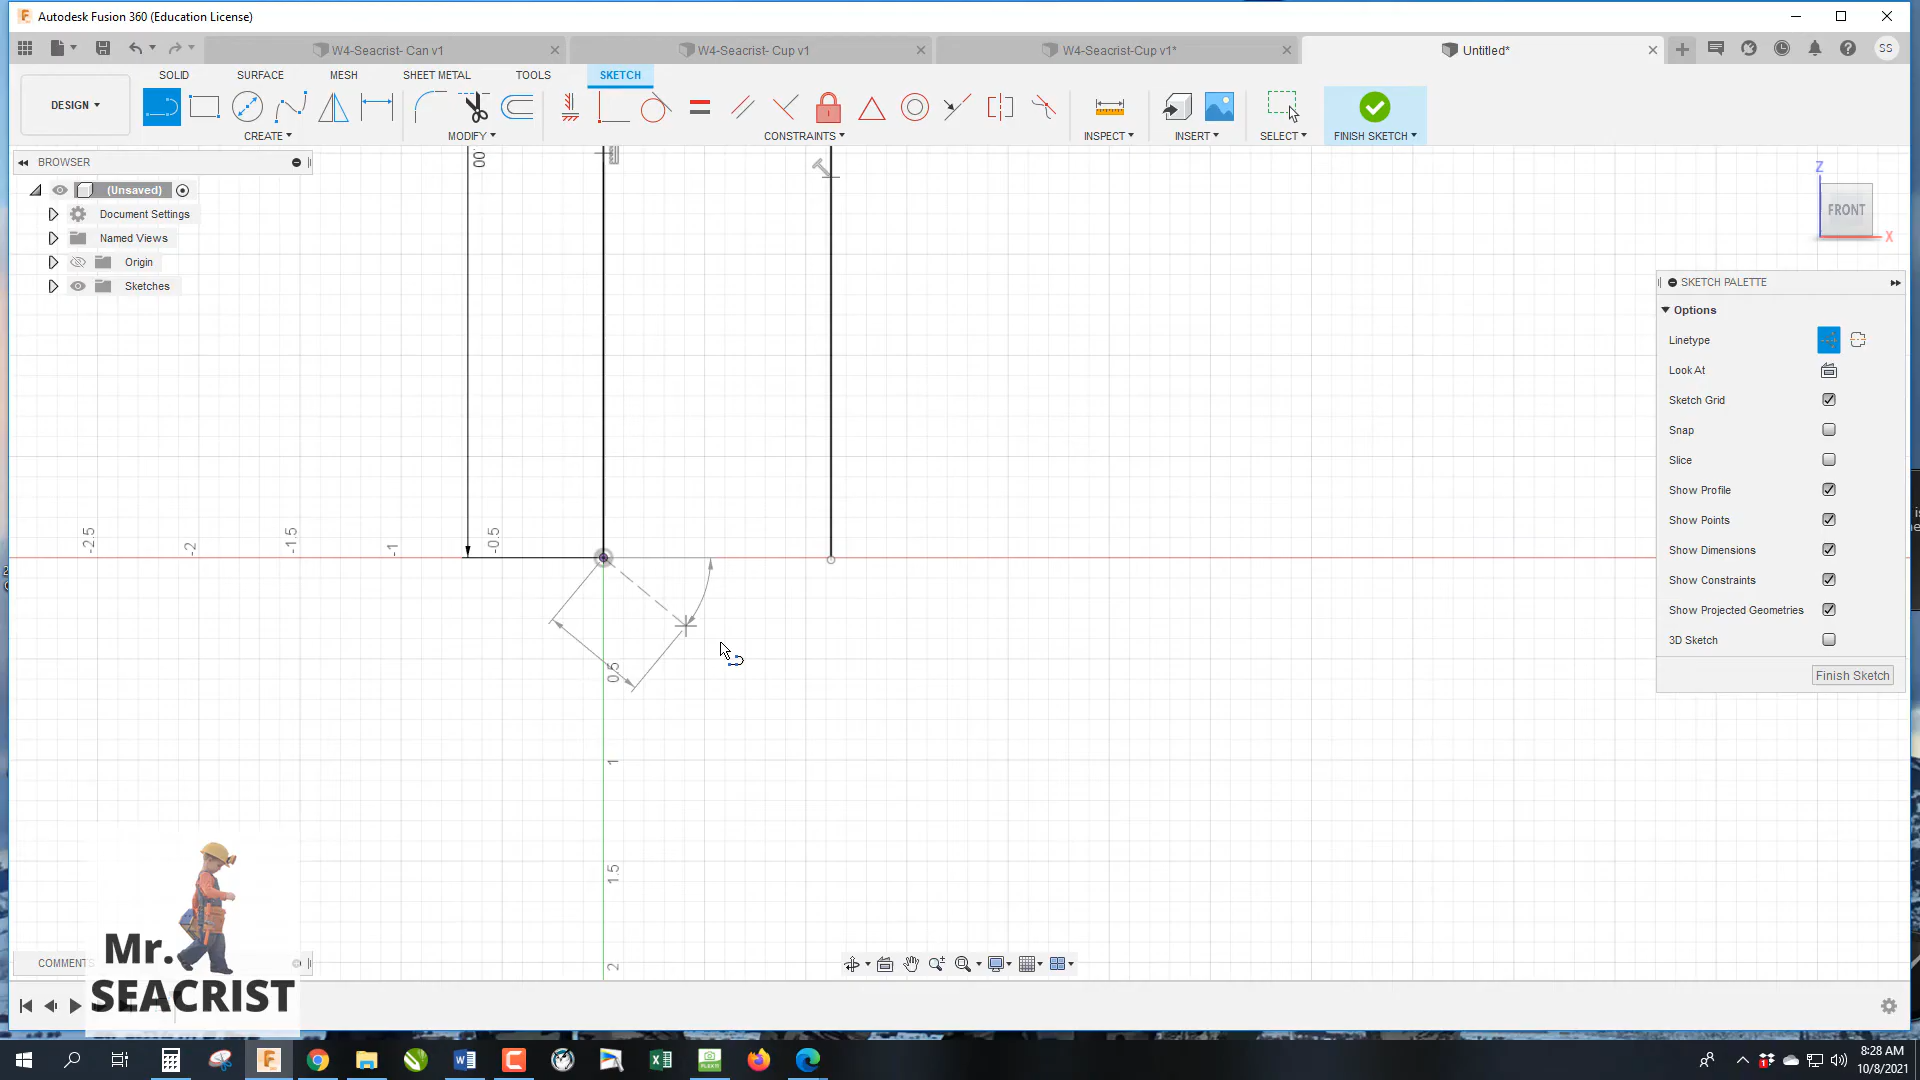 Autodesk Fusion 360 (Education License)
W4-Seacrist- Can v1
W4-Seacrist- Cup v1
W4-Seacrist-Cup v1*
Untitled*
SS
DESIGN
SOLID
SURFACE
MESH
SHEET METAL
TOOLS
SKETCH
CREATE
MODIFY
CONSTRAINTS
INSPECT
INSERT
SELECT
FINISH SKETCH
BROWSER
(Unsaved)
Document Settings
Named Views
Origin
Sketches
.00
Z
FRONT
X
-2.5
-2
-1.5
-1
-0.5
0.5
1
1.5
2
SKETCH PALETTE
Options
Linetype
Look At
Sketch Grid
Snap
Slice
Show Profile
Show Points
Show Dimensions
Show Constraints
Show Projected Geometries
3D Sketch
Finish Sketch
COMMENTS
Mr.
SEACRIST
8:28 AM
10/8/2021